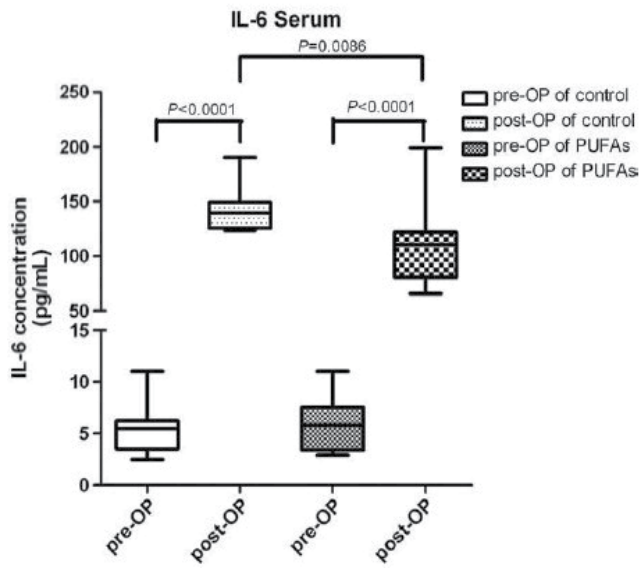 IL-6 Serum
P=0.0086
P<0.0001
P<0.0001
pre-OP of control
post-OP of control
pre-OP of PUFAs
post-OP of PUFAs
IL-6 concentration
(pg/mL)
250
200
150
100
50
15
10
5
0
pre-OP
post-OP
pre-OP
post-OP